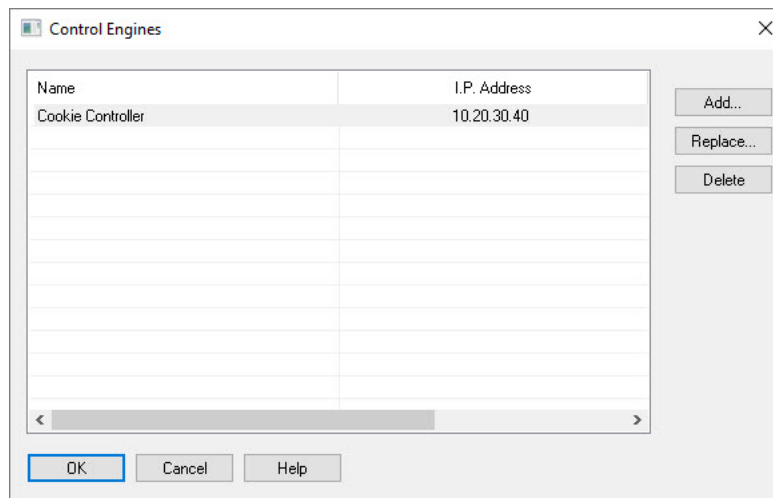 Control Engines
Name I.P. Address
Cookie Controller 10.20.30.40
Add...
Replace...
Delete
OK Cancel Help